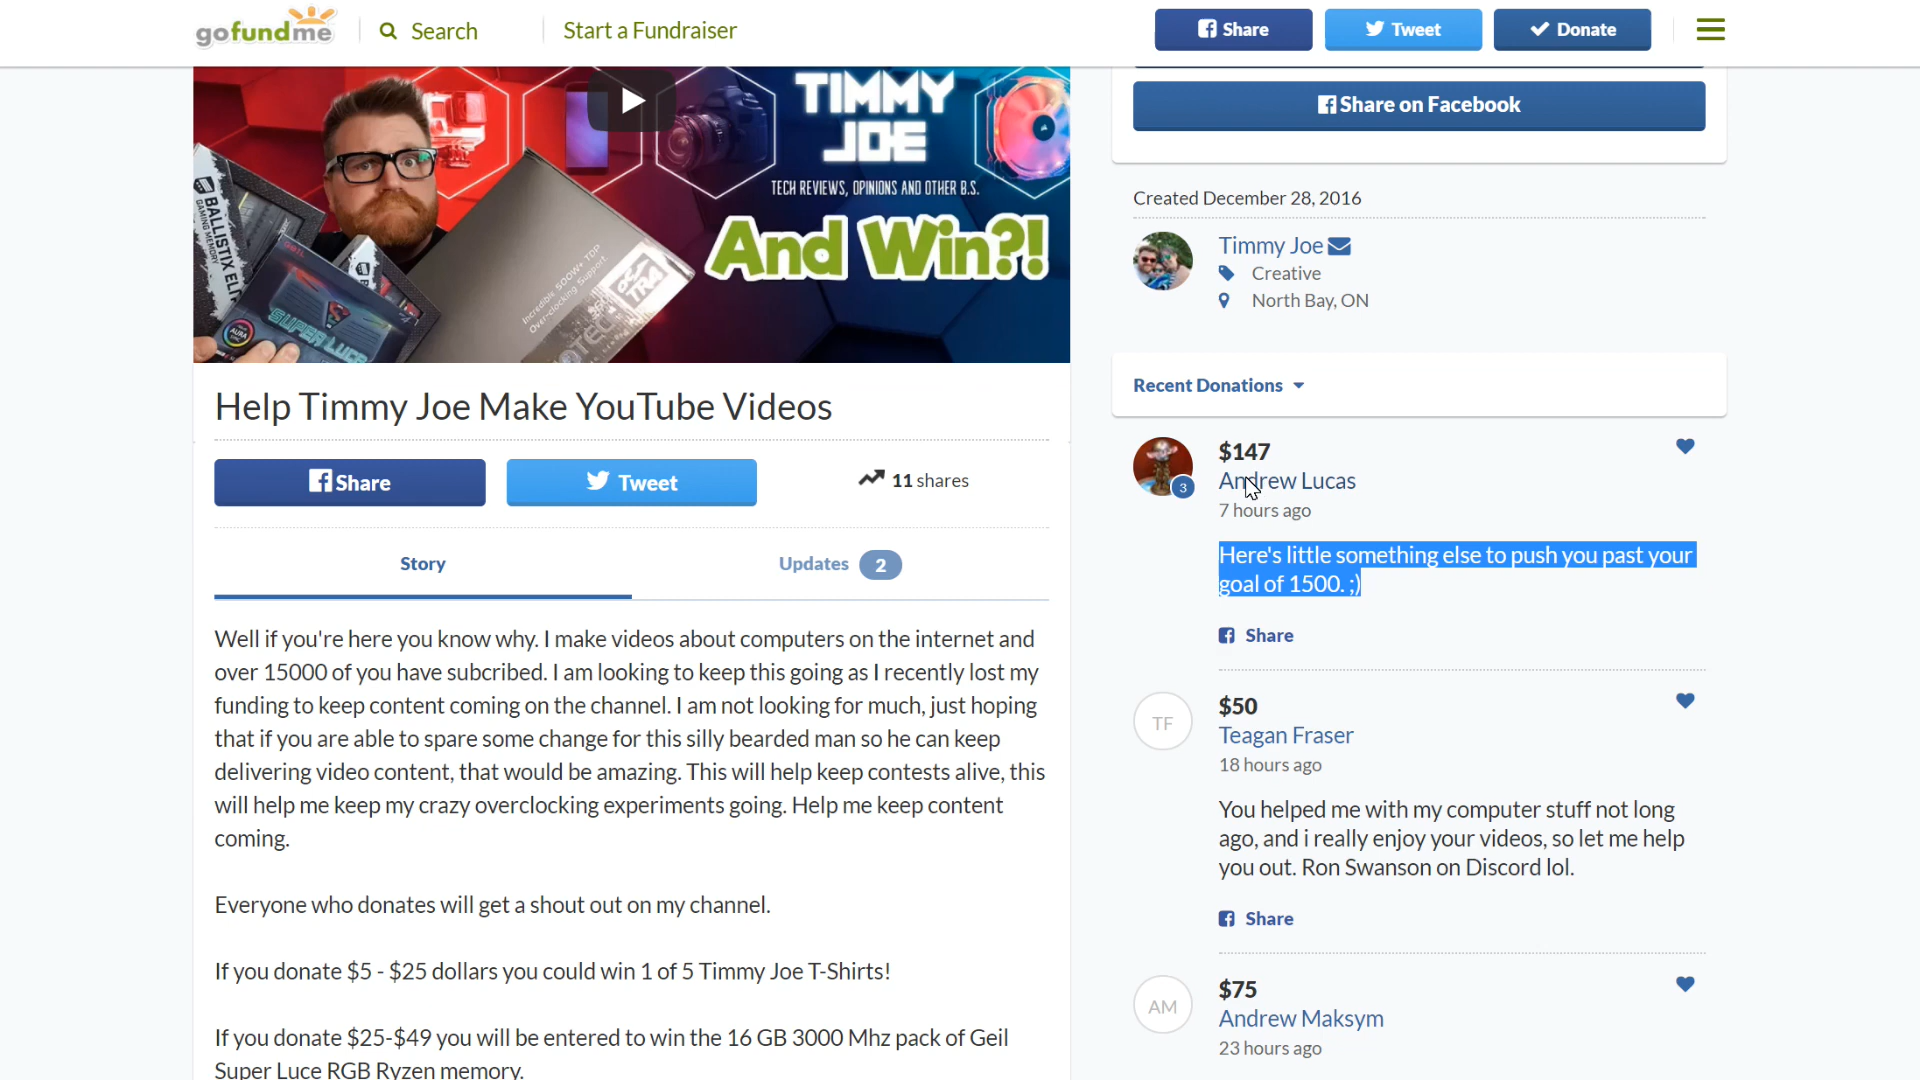 gofundme
Search
Start a Fundraiser
Share
Tweet
Donate
TIMMY
JOE
TECH REVIEWS, OPINIONS AND OTHER B.S.
And Win?!
BALLISTIX ELI
GAMING MEMORY
GEIL
SUPER LUCE
AURA
Incredible 500W+ TDP
Over-clocking Support
Share on Facebook
Created December 28, 2016
Timmy Joe
Creative
North Bay, ON
Help Timmy Joe Make YouTube Videos
Share
Tweet
11 shares
Story
Updates 2
Well if you're here you know why. I make videos about computers on the internet and
over 15000 of you have subcribed. I am looking to keep this going as I recently lost my
funding to keep content coming on the channel. I am not looking for much, just hoping
that if you are able to spare some change for this silly bearded man so he can keep
delivering video content, that would be amazing. This will help keep contests alive, this
will help me keep my crazy overclocking experiments going. Help me keep content
coming.
Everyone who donates will get a shout out on my channel.
If you donate $5 - $25 dollars you could win 1 of 5 Timmy Joe T-Shirts!
If you donate $25-$49 you will be entered to win the 16 GB 3000 Mhz pack of Geil
Super Luce RGB Ryzen memory.
Recent Donations
3
$147
Andrew Lucas
7 hours ago
Here's little something else to push you past your
goal of 1500. ;)
Share
TF
$50
Teagan Fraser
18 hours ago
You helped me with my computer stuff not long
ago, and i really enjoy your videos, so let me help
you out. Ron Swanson on Discord lol.
Share
AM
$75
Andrew Maksym
23 hours ago